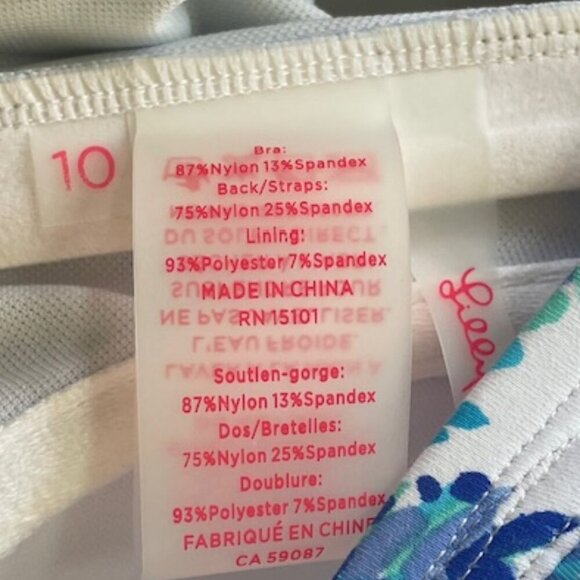 10
Bra:
87%Nylon 13%Spandex
Back/Straps:
75%Nylon 25%Spandex
Lining:
93%Polyester 7%Spandex
MADE IN CHINA
RN 15101
Soutien-gorge:
87%Nylon 13%Spandex
Dos/Bretelles:
75%Nylon 25%Spandex
Doublure:
93%Polyester 7%Spandex
FABRIQUÉ EN CHINE
CA 59087
Lilly